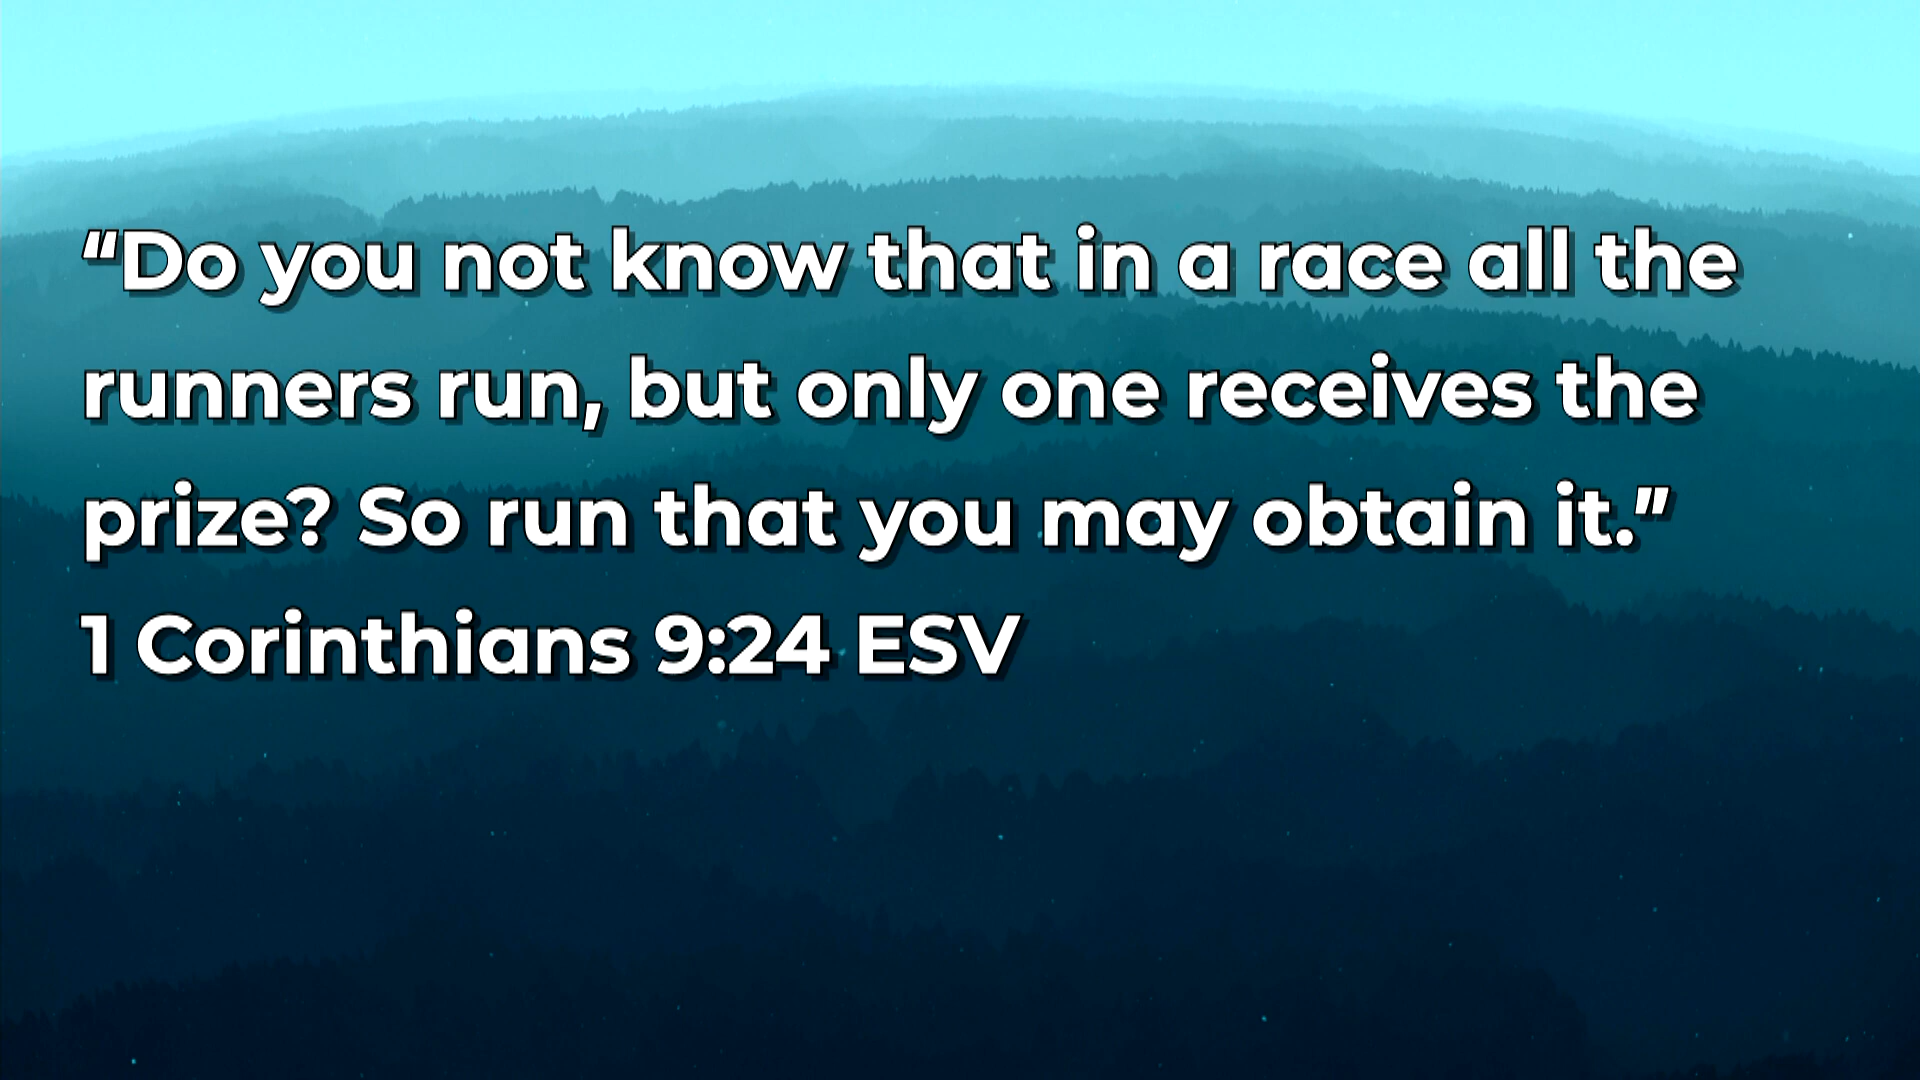 “Do you not know that in a race all the
runners run, but only one receives the
prize? So run that you may obtain it.”
1 Corinthians 9:24 ESV